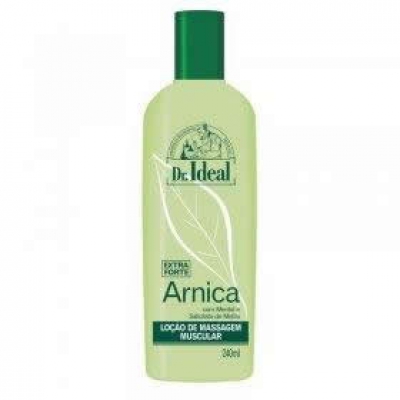 Dr. Ideal
EXTRA
FORTE
Arnica
com Mentol e
Salicilato de Metila
LOÇÃO DE MASSAGEM
MUSCULAR
240ml